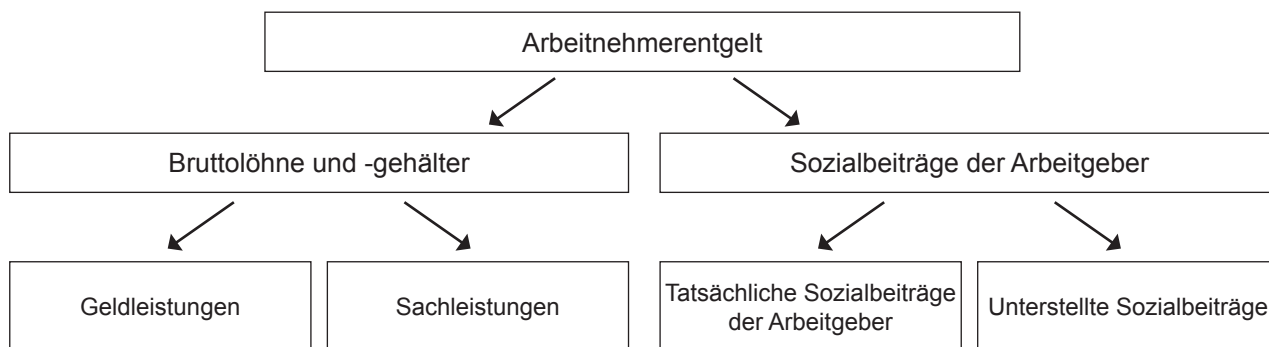 Arbeitnehmerentgelt
Bruttolöhne und -gehälter
Sozialbeiträge der Arbeitgeber
Geldleistungen
Sachleistungen
Tatsächliche Sozialbeiträge
der Arbeitgeber
Unterstellte Sozialbeiträge